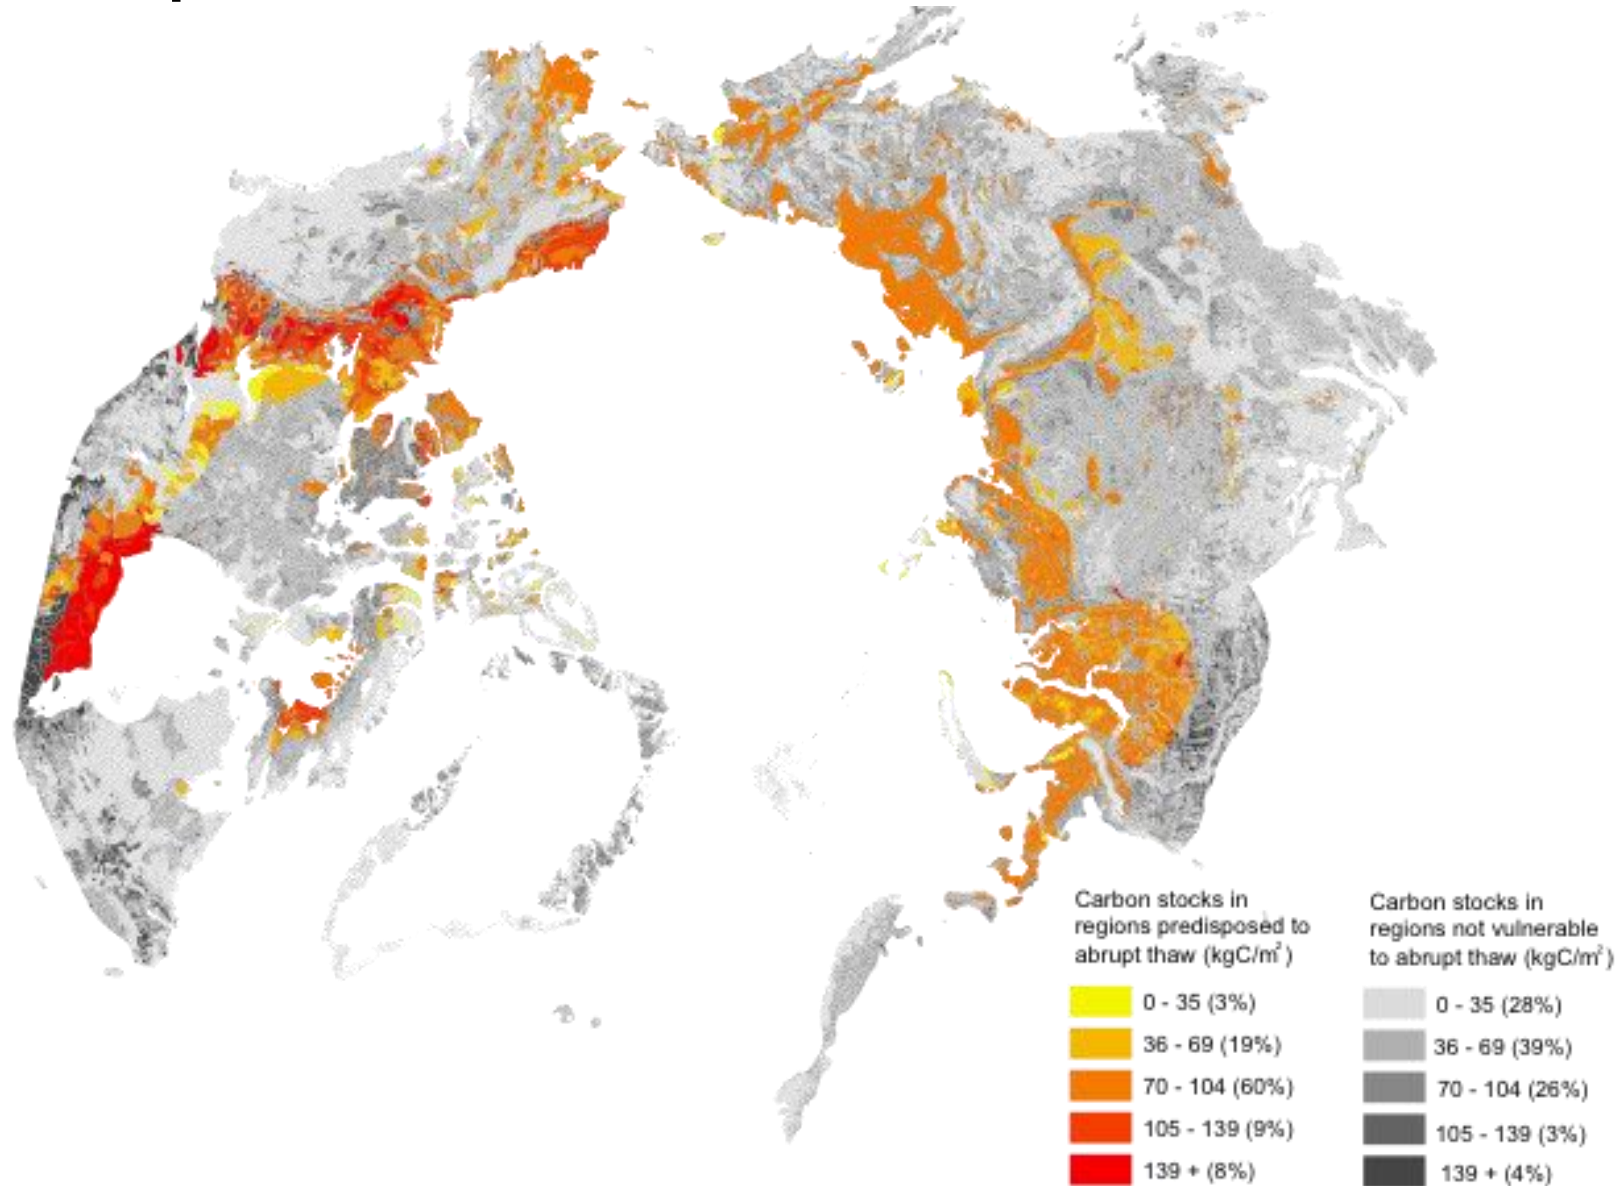 Carbon stocks in
regions predisposed to
abrupt thaw (kgC/m²)
0 - 35 (3%)
36 - 69 (19%)
70 - 104 (60%)
105 - 139 (9%)
139 + (8%)
Carbon stocks in
regions not vulnerable
to abrupt thaw (kgC/m²)
0 - 35 (28%)
36 - 69 (39%)
70 - 104 (26%)
105 - 139 (3%)
139 + (4%)